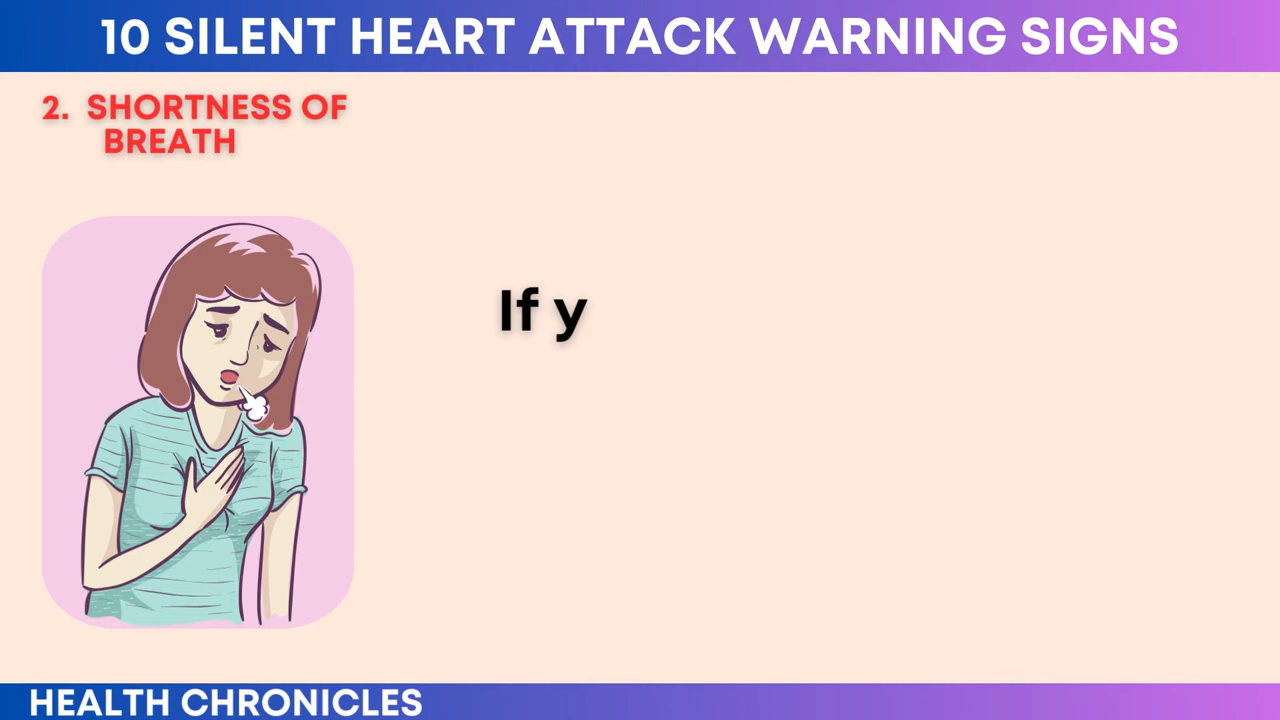 10 SILENT HEART ATTACK WARNING SIGNS
2. SHORTNESS OF
BREATH
If y
HEALTH CHRONICLES